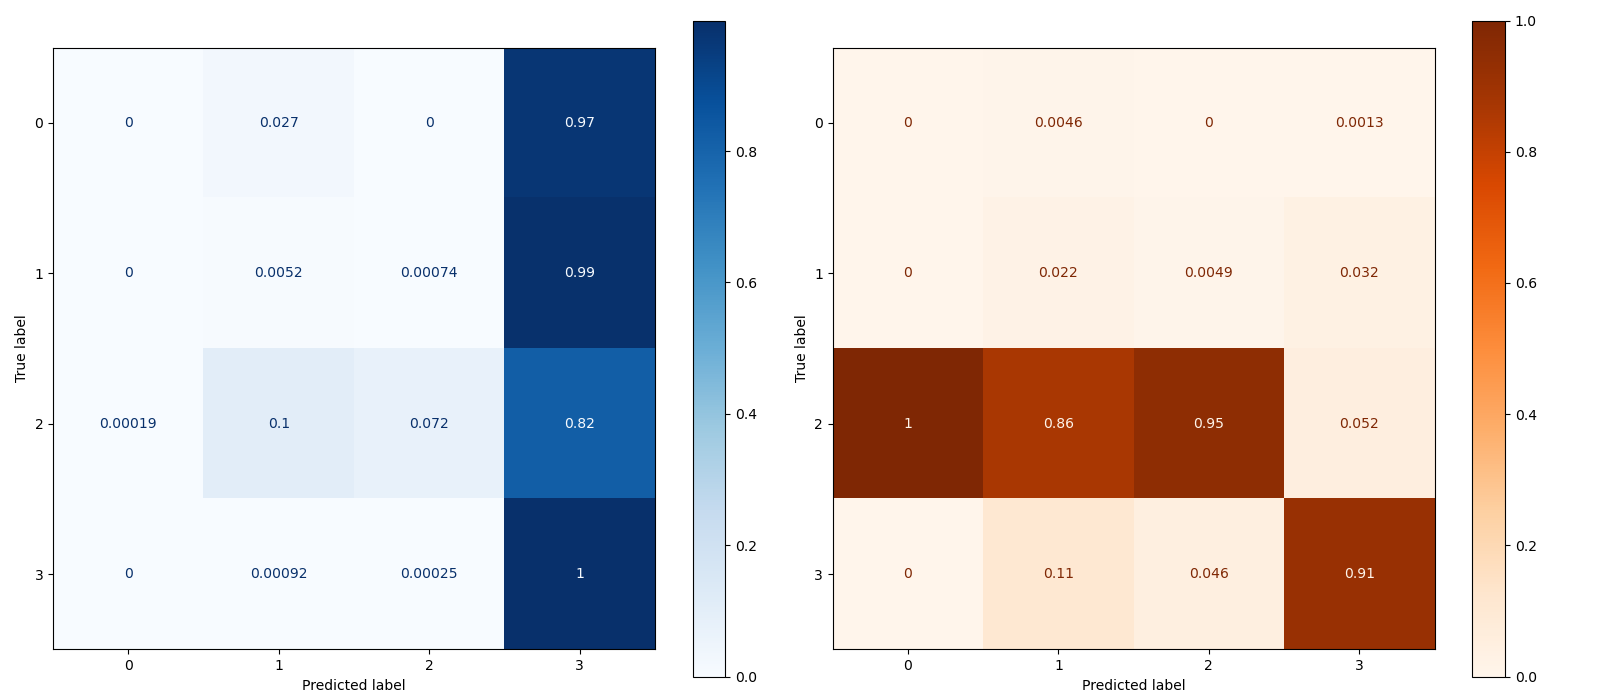 0 0 0.027 0 0.97
1 0 0.0052 0.00074 0.99
2 0.00019 0.1 0.072 0.82
3 0 0.00092 0.00025 1
0 1 2 3
True label
Predicted label
0.8
0.6
0.4
0.2
0.0
0 0 0.0046 0 0.0013
1 0 0.022 0.0049 0.032
2 1 0.86 0.95 0.052
3 0 0.11 0.046 0.91
0 1 2 3
True label
Predicted label
1.0
0.8
0.6
0.4
0.2
0.0